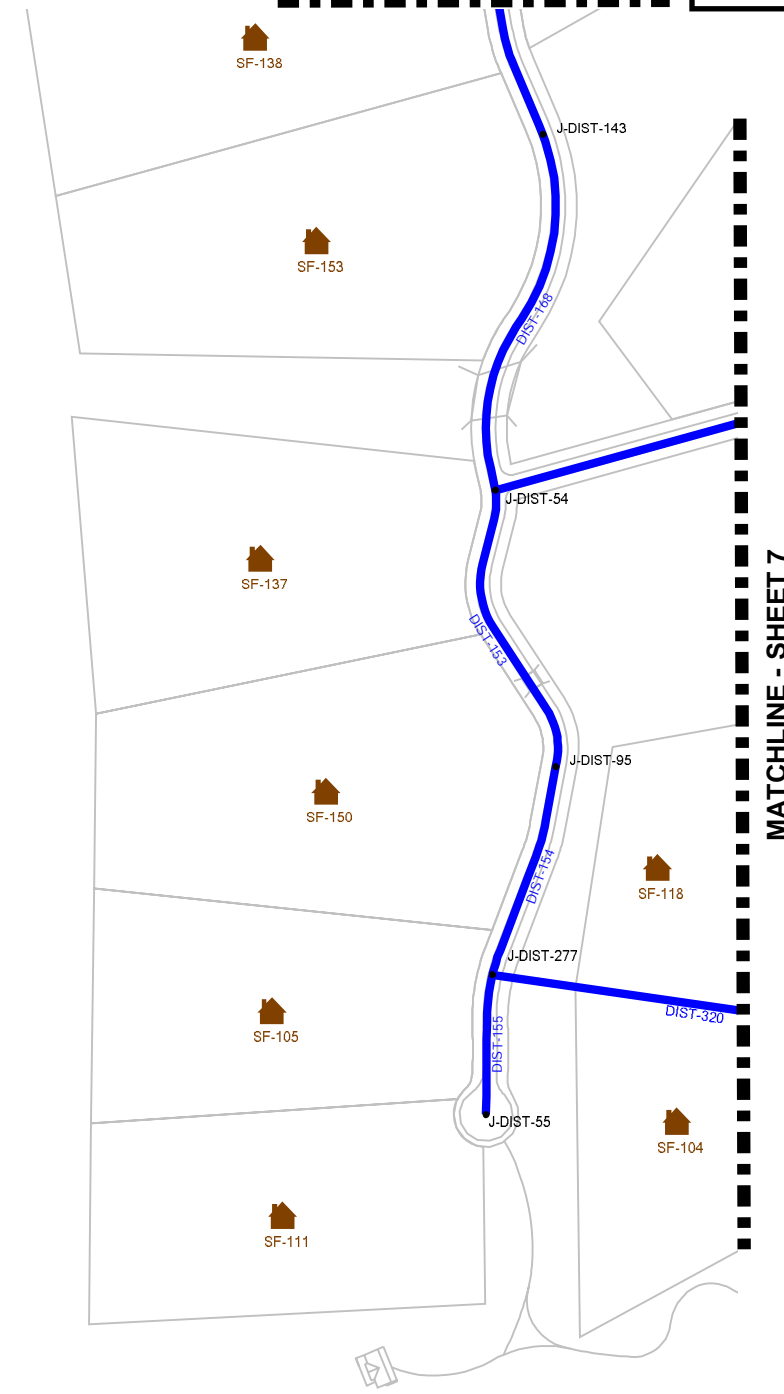 SF-138
J-DIST-143
SF-153
DIST-168
J-DIST-54
SF-137
DIST-153
MATCHLINE - SHEET 7
J-DIST-95
SF-150
DIST-154
SF-118
J-DIST-277
DIST-320
SF-105
DIST-155
J-DIST-55
SF-104
SF-111